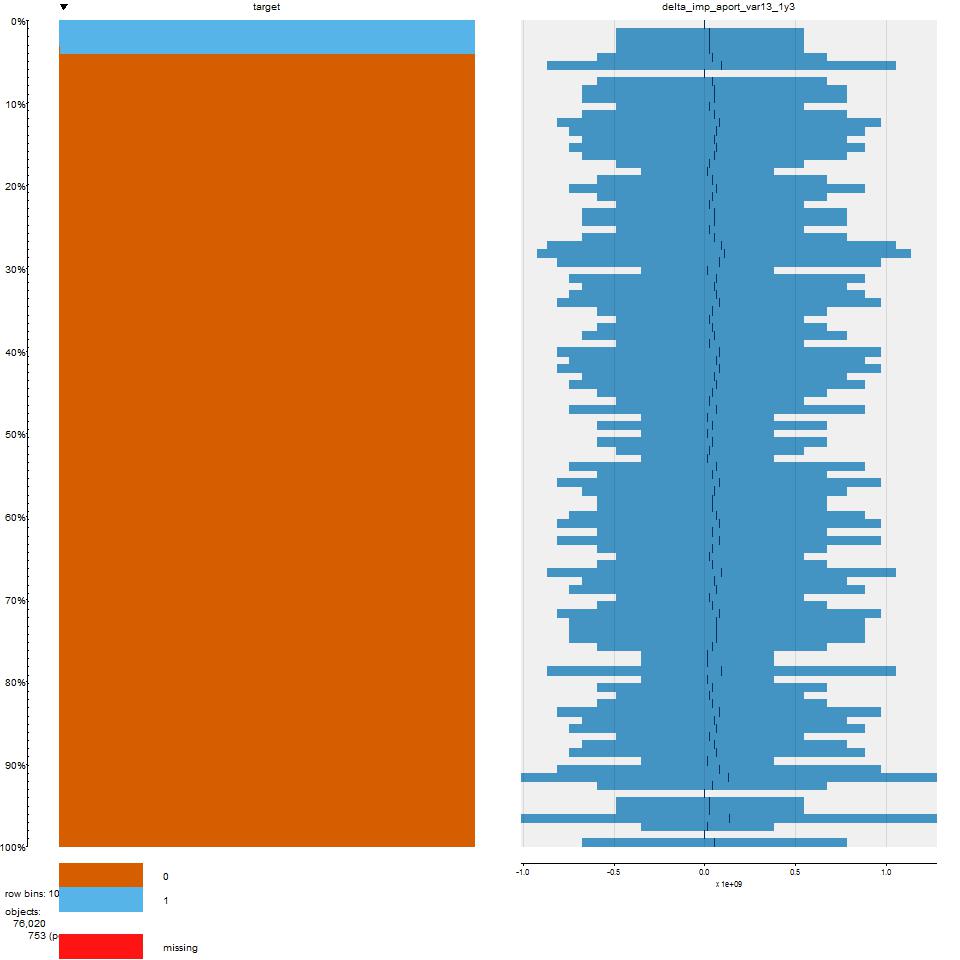 target
delta_imp_aport_var13_1y3
0%
10%
20%
30%
40%
50%
60%
70%
80%
90%
100%
-1.0
-0.5
0.0
0.5
1.0
x 1e+09
0
row bins: 10
1
objects:
76,020
753 (p
missing